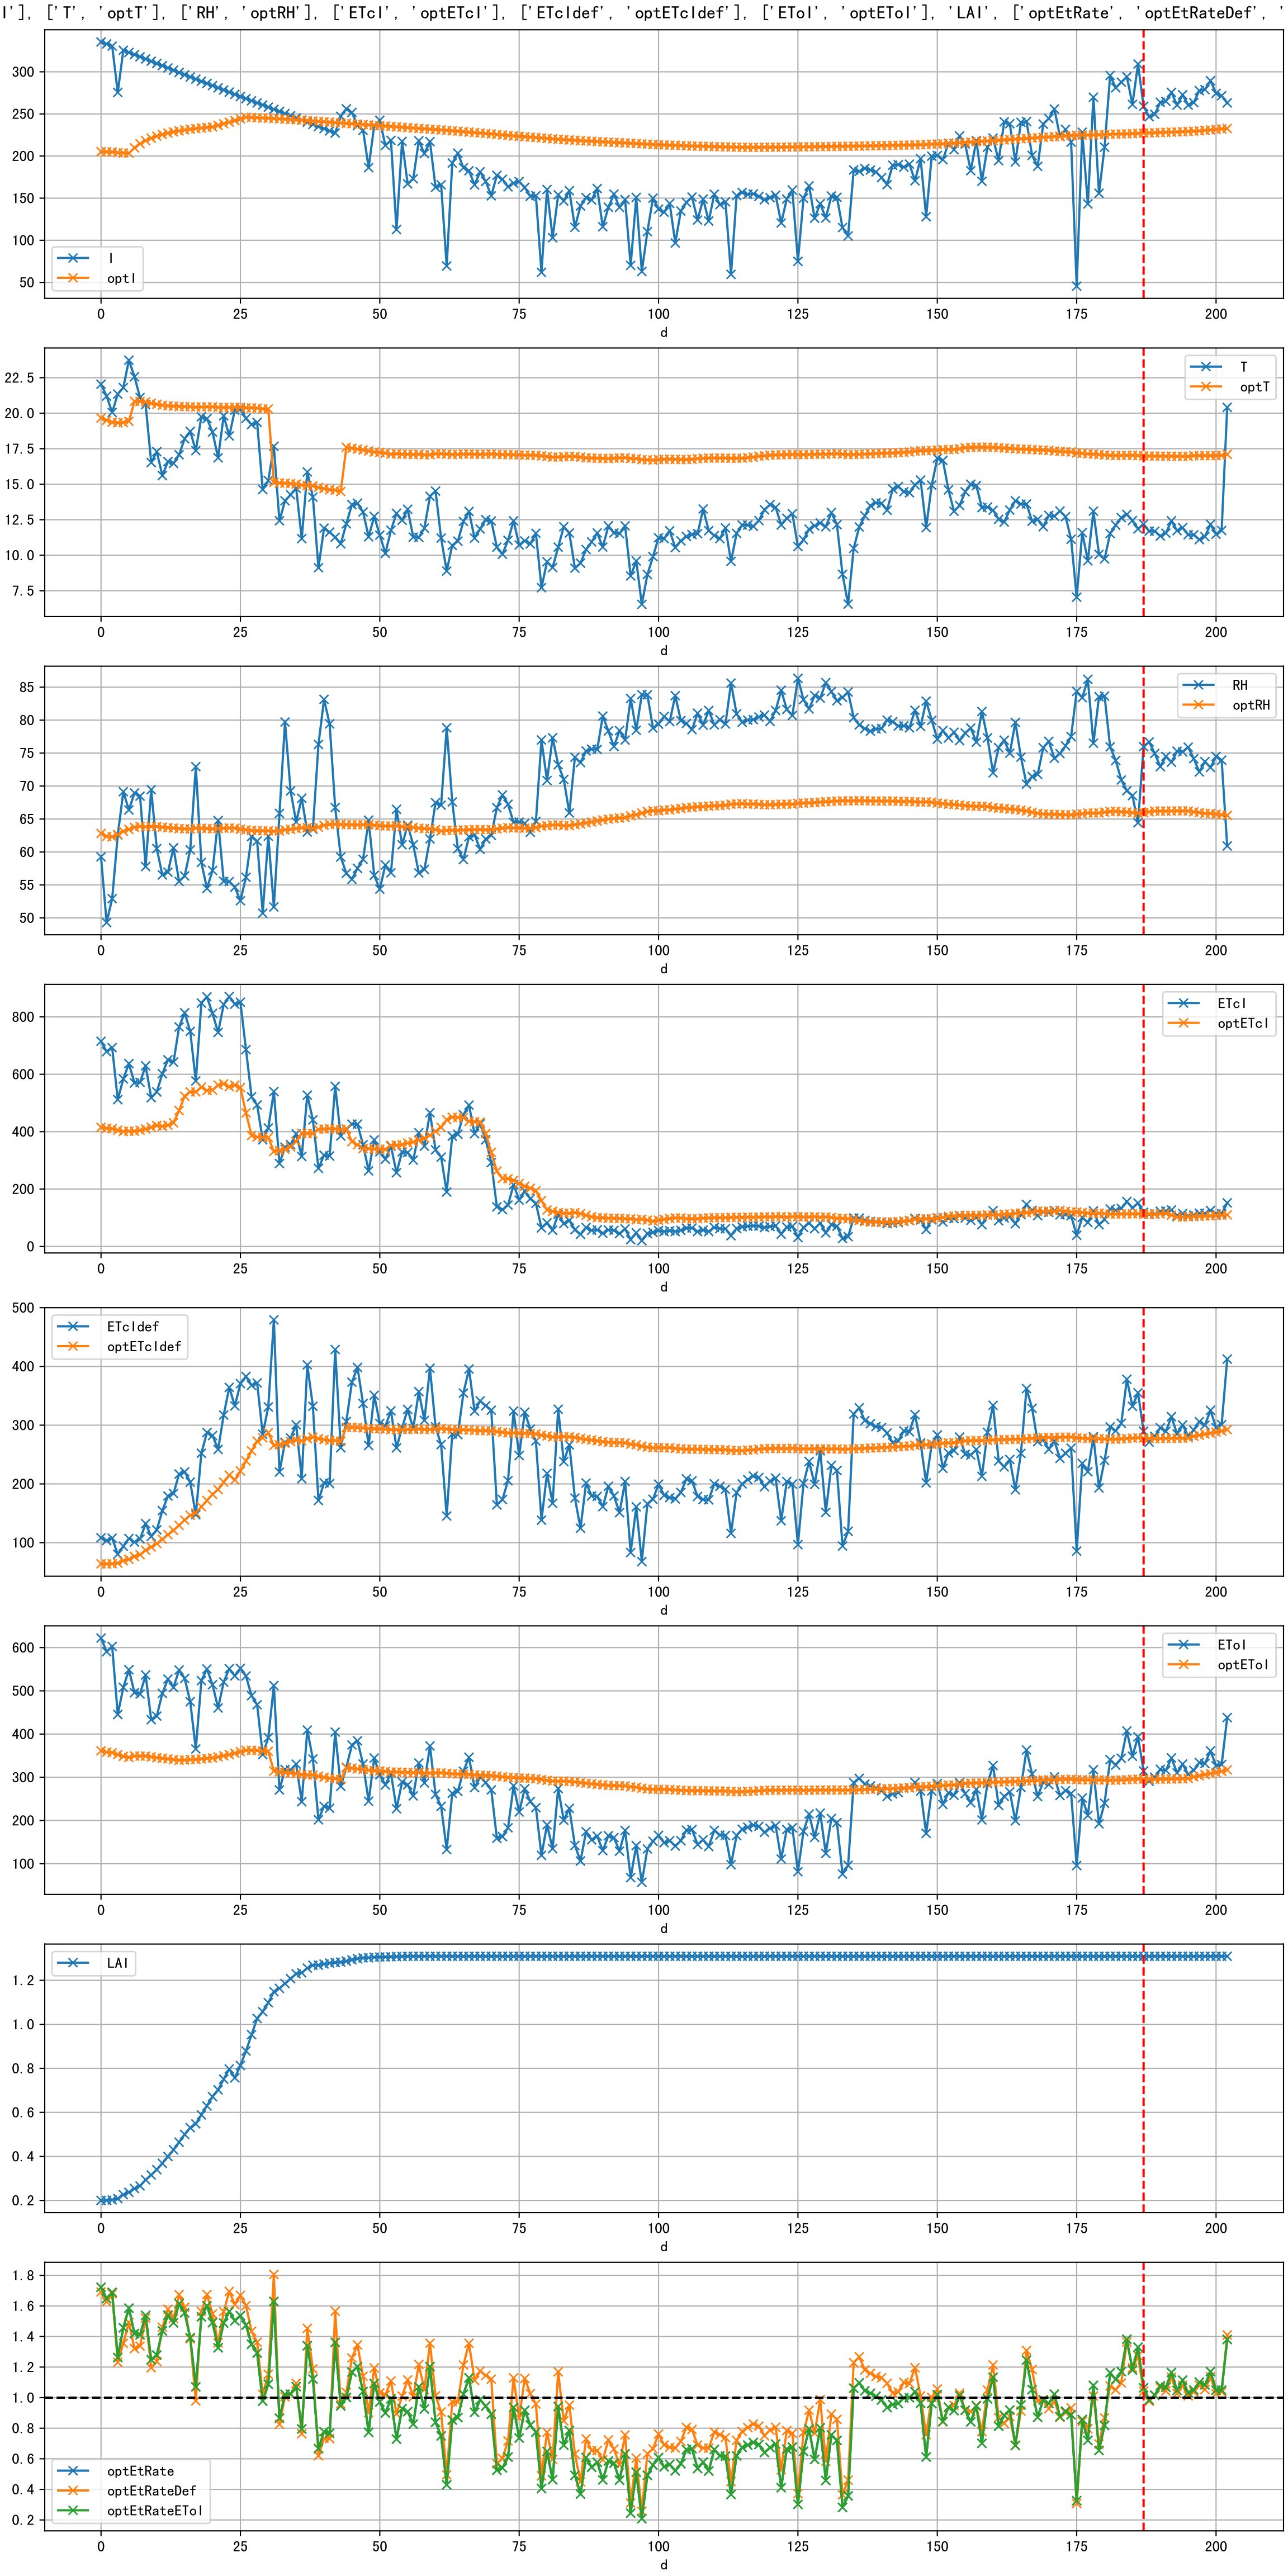 I'], ['T', 'optT'], ['RH', 'optRH'], ['ETcI', 'optETcI'], ['ETcIdef', 'optETcIdef'], ['EToI', 'optEToI'], 'LAI', ['optEtRate', 'optEtRateDef', '
300
250
200
150
100
50
I
optI
0 25 50 75 100 125 150 175 200
d
22.5
20.0
17.5
15.0
12.5
10.0
7.5
T
optT
0 25 50 75 100 125 150 175 200
d
85
80
75
70
65
60
55
50
RH
optRH
0 25 50 75 100 125 150 175 200
d
800
600
400
200
0
ETcI
optETcI
0 25 50 75 100 125 150 175 200
d
500
400
300
200
100
ETcIdef
optETcIdef
0 25 50 75 100 125 150 175 200
d
600
500
400
300
200
100
EToI
optEToI
0 25 50 75 100 125 150 175 200
d
1.2
1.0
0.8
0.6
0.4
0.2
LAI
0 25 50 75 100 125 150 175 200
d
1.8
1.6
1.4
1.2
1.0
0.8
0.6
0.4
0.2
optEtRate
optEtRateDef
optEtRateEToI
0 25 50 75 100 125 150 175 200
d